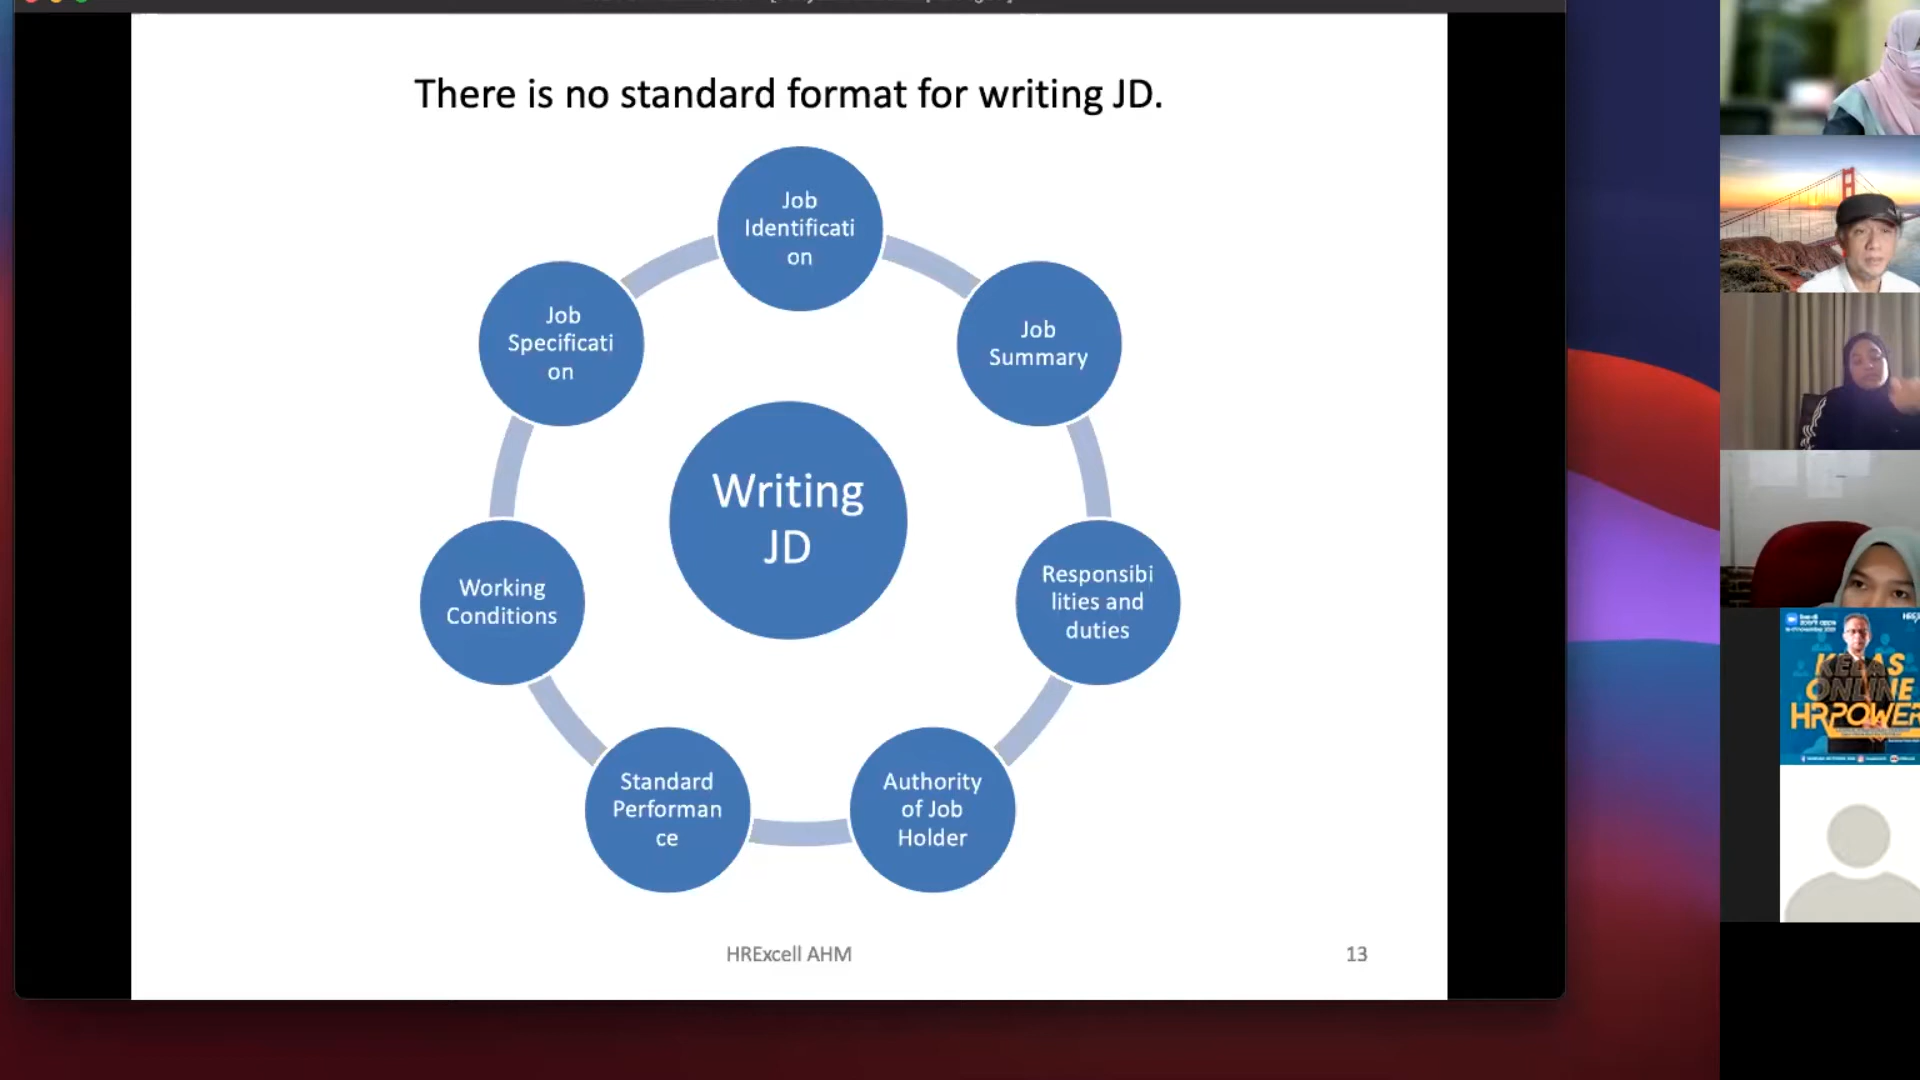 There is no standard format for writing JD.
Job
Identificati
on
Job
Summary
Responsibi
lities and
duties
Authority
of Job
Holder
Standard
Performan
ce
Working
Conditions
Job
Specificati
on
Writing
JD
HRExcell AHM
13
KELAS
ONLINE
HRPOWER